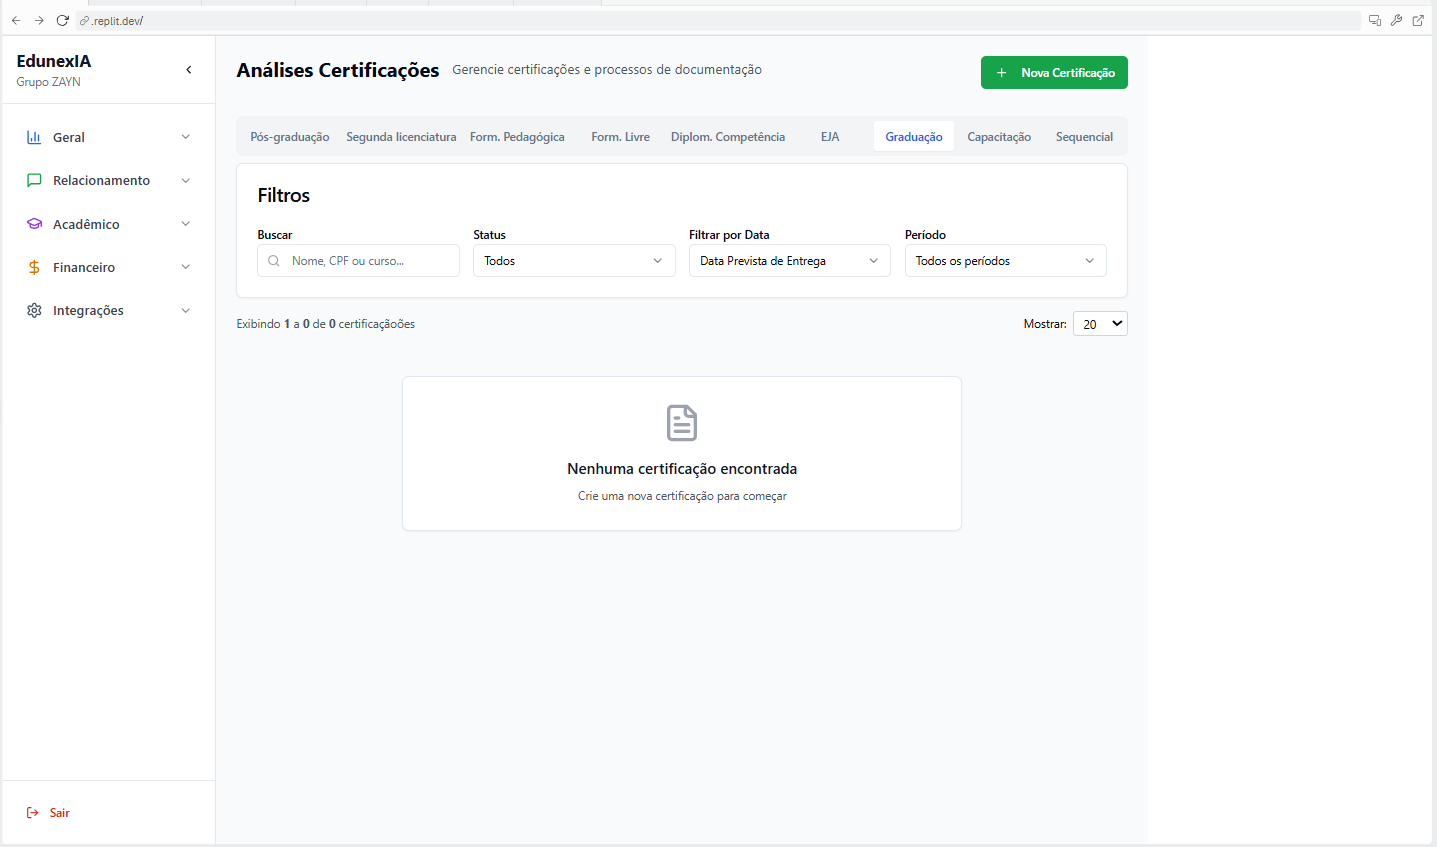 .replit.dev/
EdunexIA
Grupo ZAYN
Geral
Relacionamento
Acadêmico
Financeiro
Integrações
Sair
Análises Certificações Gerencie certificações e processos de documentação
+ Nova Certificação
Pós-graduação Segunda licenciatura Form. Pedagógica Form. Livre Diplom. Competência EJA Graduação Capacitação Sequencial
Filtros
Buscar Status Filtrar por Data Período
Nome, CPF ou curso... Todos Data Prevista de Entrega Todos os períodos
Exibindo 1 a 0 de 0 certificaçãoões Mostrar: 20
Nenhuma certificação encontrada
Crie uma nova certificação para começar